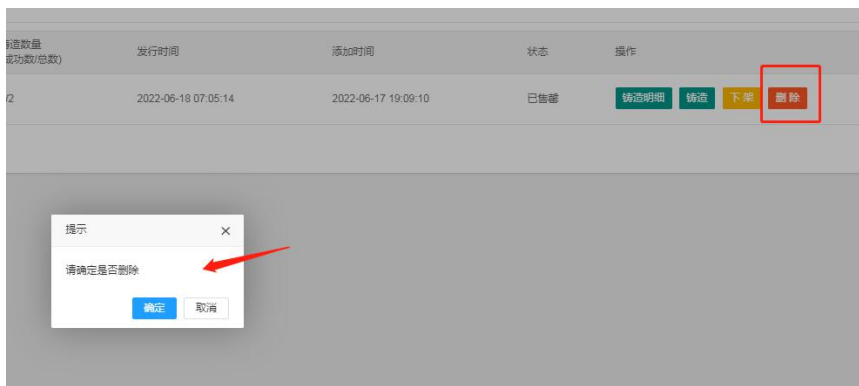 铸造数量
(成功数/总数)
发行时间
添加时间
状态
操作
/2
2022-06-18 07:05:14
2022-06-17 19:09:10
已售罄
铸造明细
铸造
下架
删除
提示
请确定是否删除
确定
取消